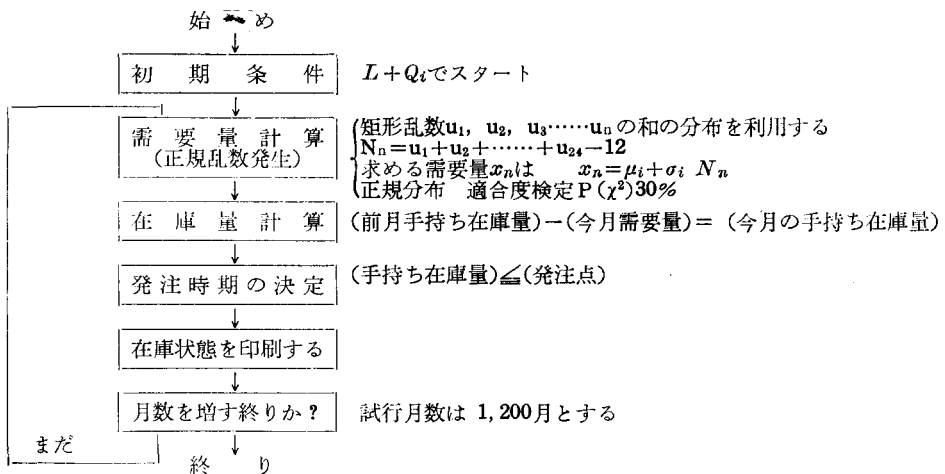 始め
初期条件 L+Qiでスタート
需要量計算
(正規乱数発生)
矩形乱数u₁, u₂, u₃……uₙの和の分布を利用する
Nₙ=u₁+u₂+……+u₂₄−12
求める需要量xₙは xₙ=μᵢ+σᵢ Nₙ
正規分布 適合度検定P(χ²)30%
在庫量計算 (前月手持ち在庫量)−(今月需要量)= (今月の手持ち在庫量)
発注時期の決定 (手持ち在庫量)≦(発注点)
在庫状態を印刷する
月数を増す終りか? 試行月数は 1,200月とする
まだ
終り